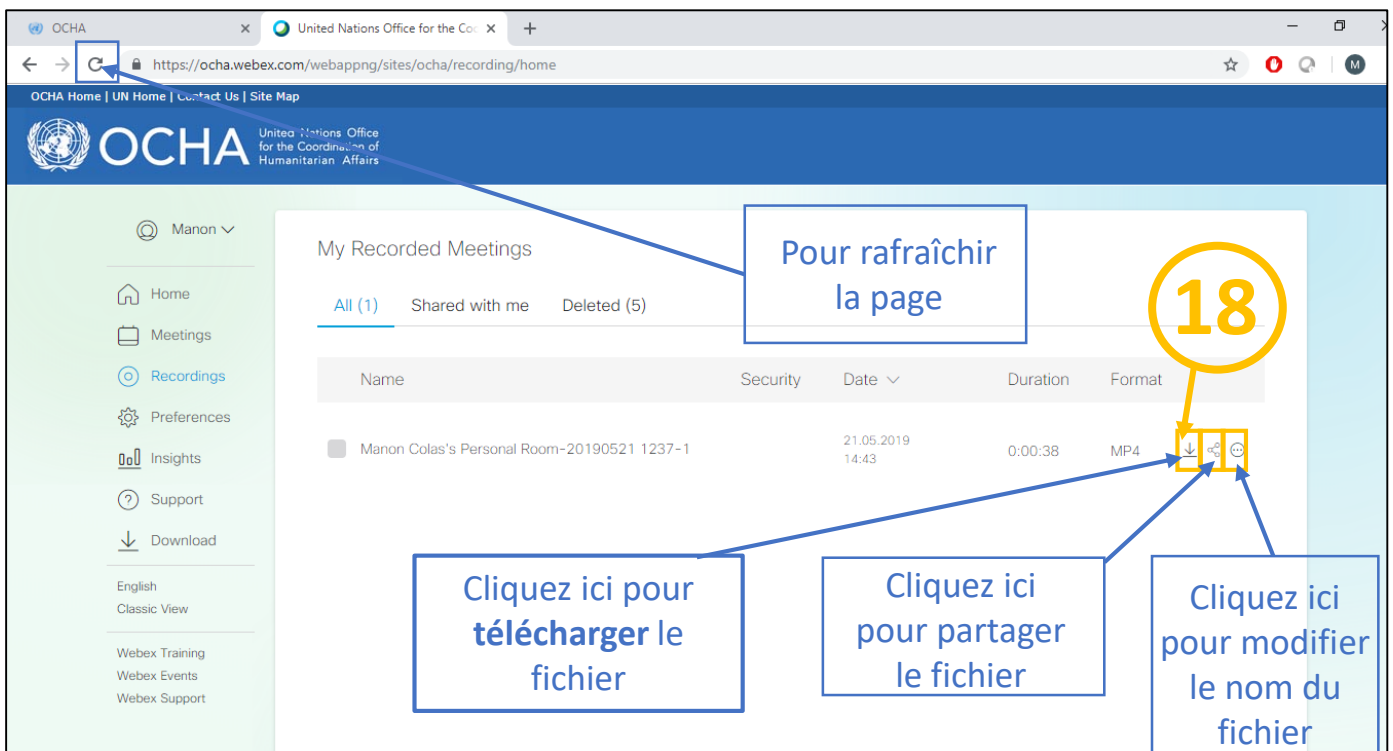 OCHA
United Nations Office for the Coo
https://ocha.webex.com/webappng/sites/ocha/recording/home
M
OCHA Home | UN Home | Contact Us | Site Map
OCHA
United Nations Office
for the Coordination of
Humanitarian Affairs
Manon
Home
Meetings
Recordings
Preferences
Insights
Support
Download
English
Classic View
Webex Training
Webex Events
Webex Support
My Recorded Meetings
All (1) Shared with me Deleted (5)
Pour rafraîchir
la page
18
Name Security Date Duration Format
Manon Colas's Personal Room-20190521 1237-1 21.05.2019 14:43 0:00:38 MP4
Cliquez ici pour
télécharger le
fichier
Cliquez ici
pour partager
le fichier
Cliquez ici
pour modifier
le nom du
fichier